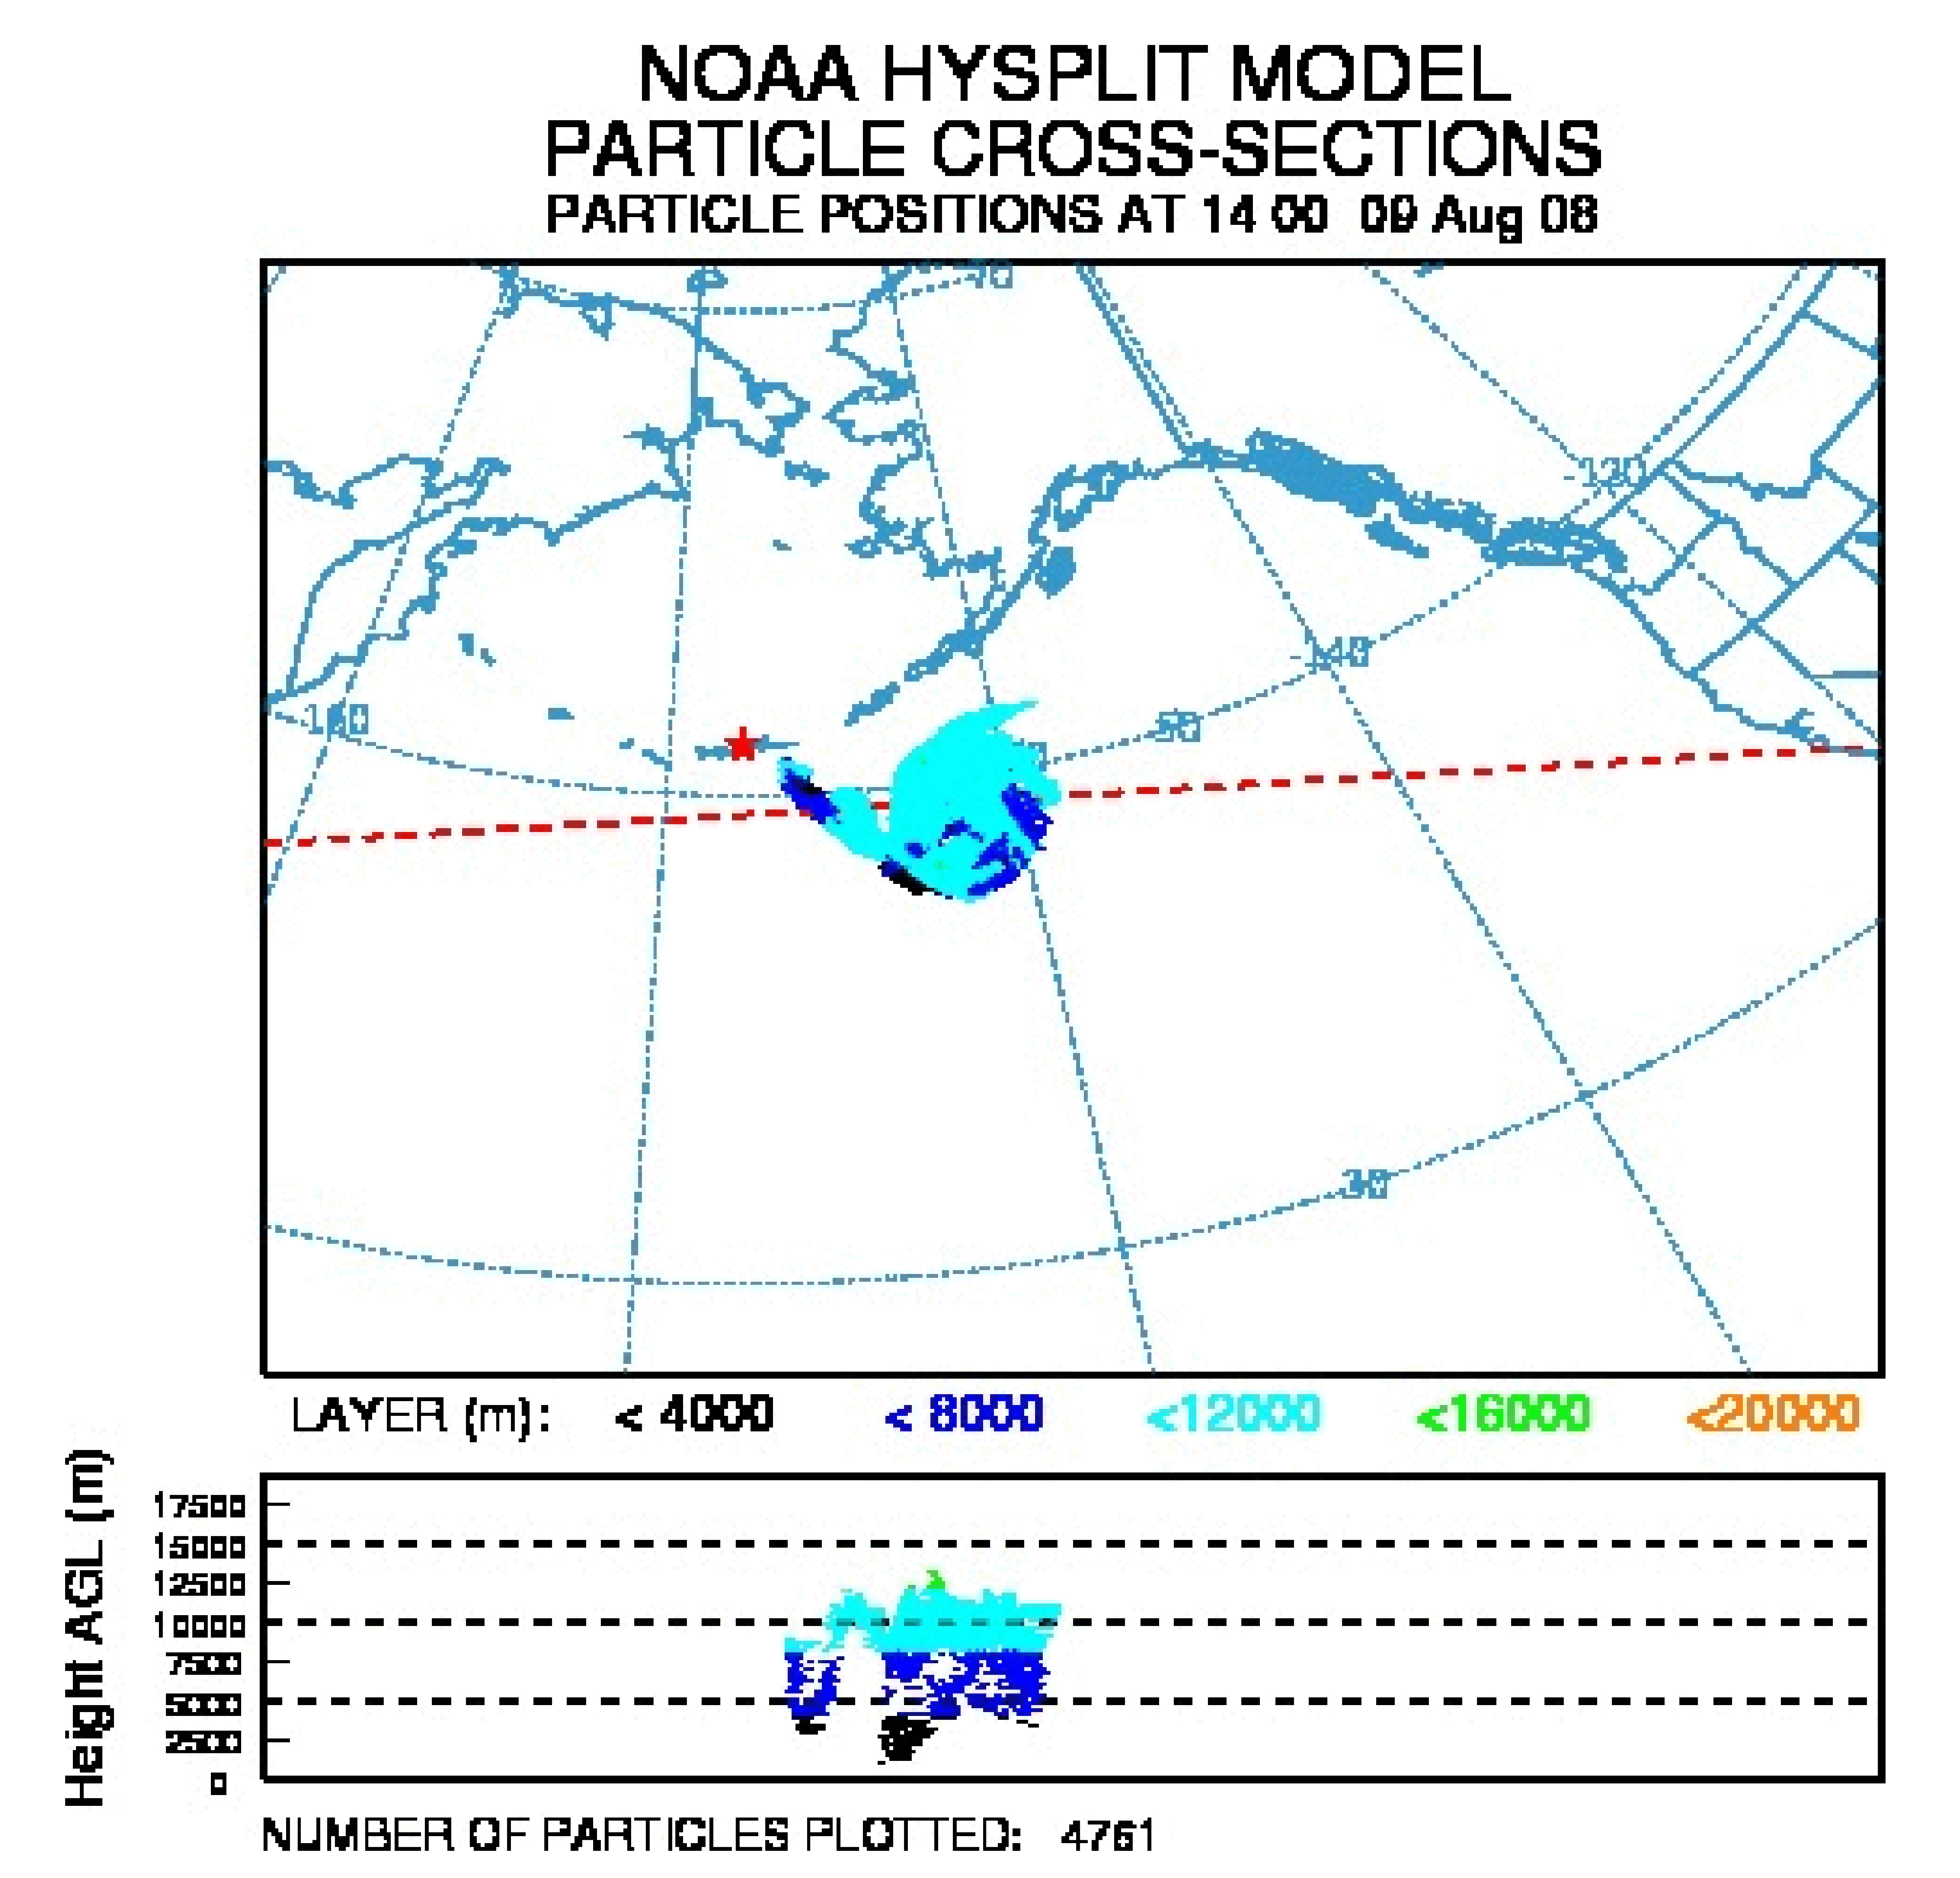 NOAA HYSPLIT MODEL
PARTICLE CROSS-SECTIONS
PARTICLE POSITIONS AT 14 00 09 Aug 08
-120
-140
50
30
LAYER (m): < 4000 < 8000 <12000 <16000 <20000
Height AGL (m)
17500
15000
12500
10000
7500
5000
2500
0
NUMBER OF PARTICLES PLOTTED: 4761